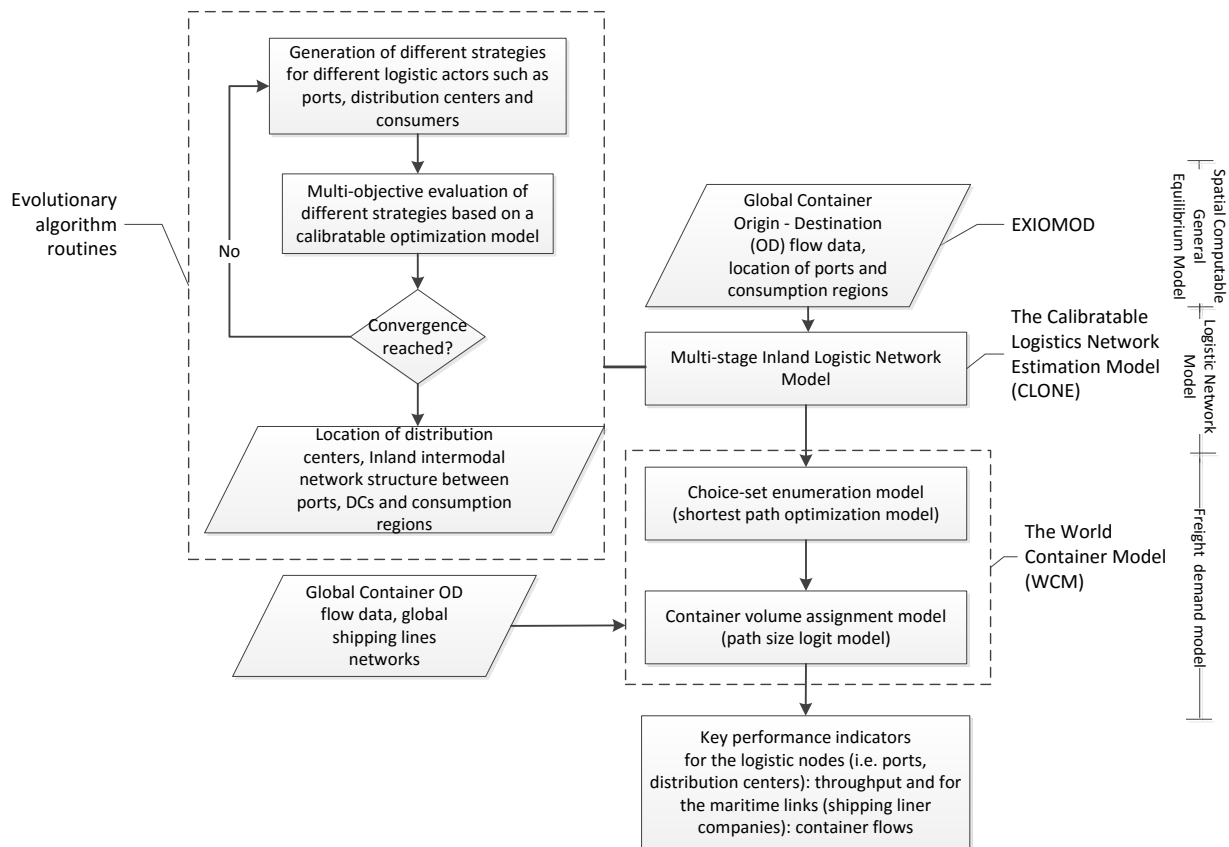 Generation of different strategies
for different logistic actors such as
ports, distribution centers and
consumers
Multi-objective evaluation of
different strategies based on a
calibratable optimization model
No
Convergence
reached?
Location of distribution
centers, Inland intermodal
network structure between
ports, DCs and consumption
regions
Evolutionary
algorithm
routines
Global Container
Origin - Destination
(OD) flow data,
location of ports and
consumption regions
EXIOMOD
Multi-stage Inland Logistic Network
Model
The Calibratable
Logistics Network
Estimation Model
(CLONE)
Choice-set enumeration model
(shortest path optimization model)
Container volume assignment model
(path size logit model)
The World
Container Model
(WCM)
Global Container OD
flow data, global
shipping lines
networks
Key performance indicators
for the logistic nodes (i.e. ports,
distribution centers): throughput and for
the maritime links (shipping liner
companies): container flows
Spatial Computable
General
Equilibrium Model
Logistic Network
Model
Freight demand model